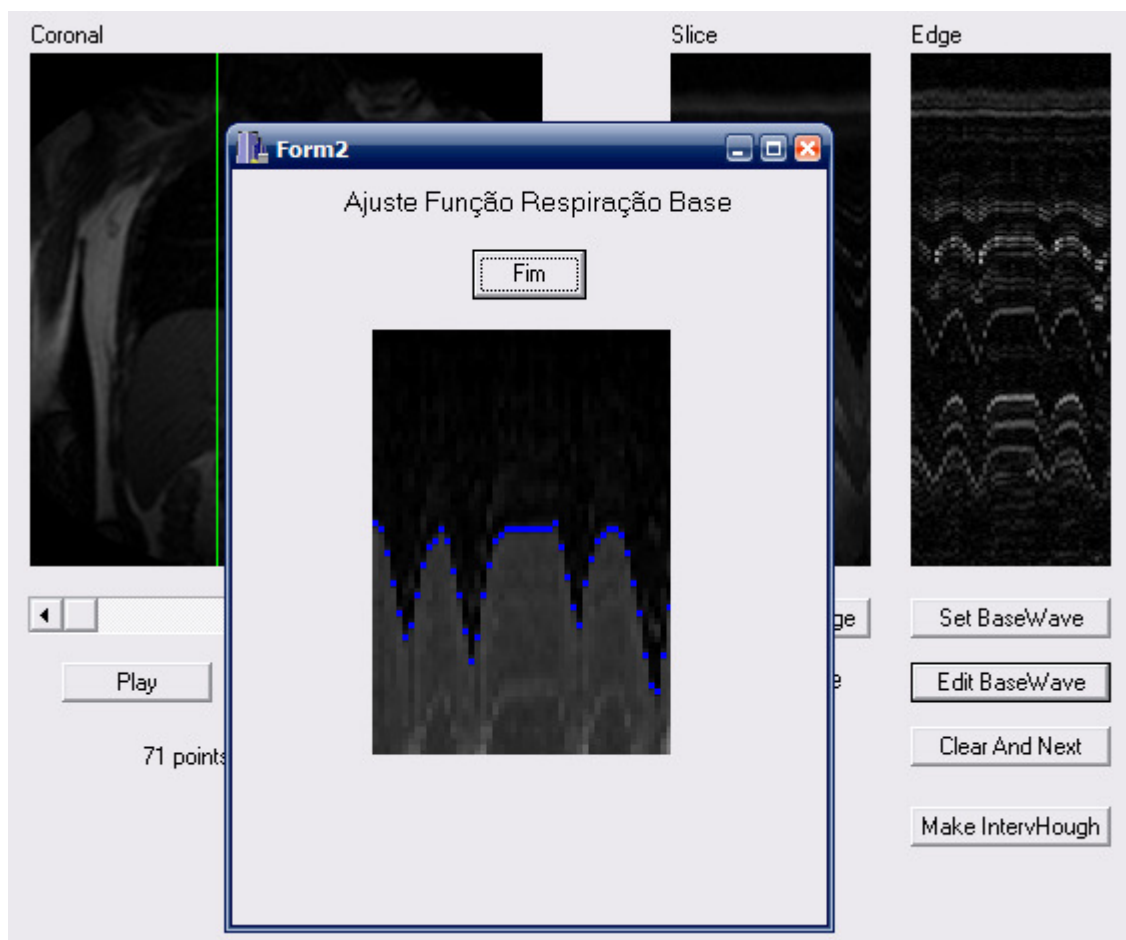 Coronal
Slice
Edge
Form2
Ajuste Função Respiração Base
Fim
ge
Set BaseWave
Play
e
Edit BaseWave
71 points
Clear And Next
Make IntervHough